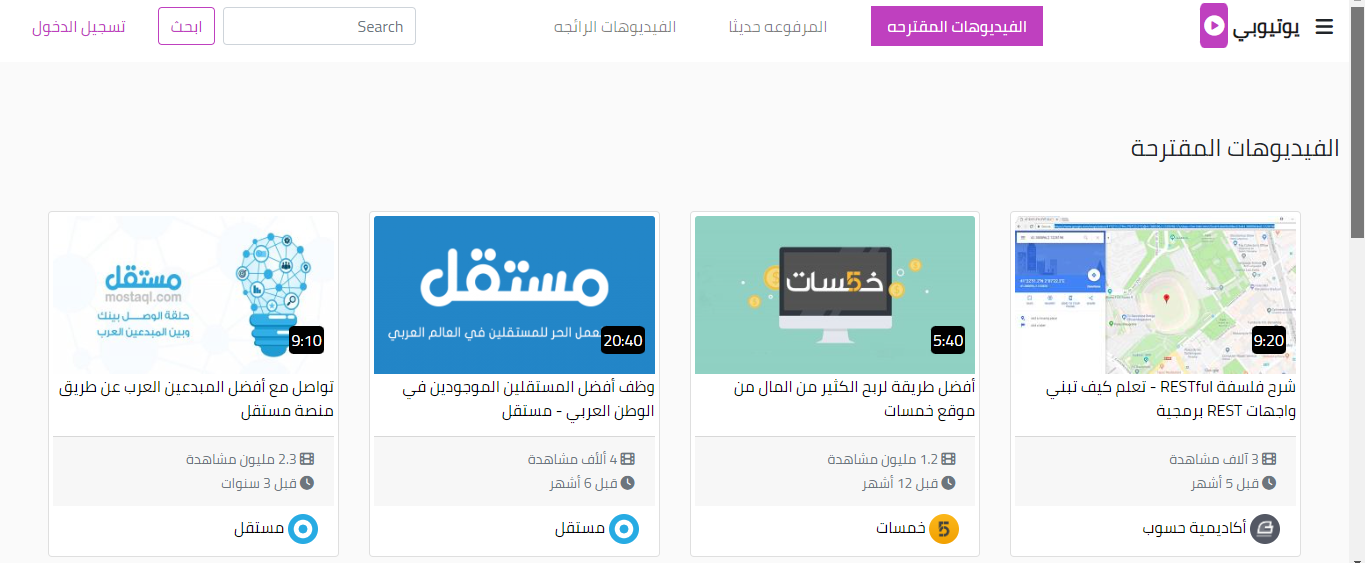 يوتيوبي
الفيديوهات المقترحه
المرفوعه حديثا
الفيديوهات الرائجه
Search
ابحث
تسجيل الدخول
الفيديوهات المقترحة
9:20
شرح فلسفة RESTful - تعلم كيف تبني
واجهات REST برمجية
3 آلاف مشاهدة
قبل 5 أشهر
أكاديمية حسوب
خمسات
5:40
أفضل طريقة لربح الكثير من المال من
موقع خمسات
1.2 مليون مشاهدة
قبل 12 أشهر
5
خمسات
مستقل
لعمل الحر للمستقلين في العالم العربي
20:40
وظف أفضل المستقلين الموجودين في
الوطن العربي - مستقل
4 ألأف مشاهدة
قبل 6 أشهر
مستقل
مستقل
mostaql.com
حلقة الوصل بينك
وبين المبدعين العرب
9:10
تواصل مع أفضل المبدعين العرب عن طريق
منصة مستقل
2.3 مليون مشاهدة
قبل 3 سنوات
مستقل